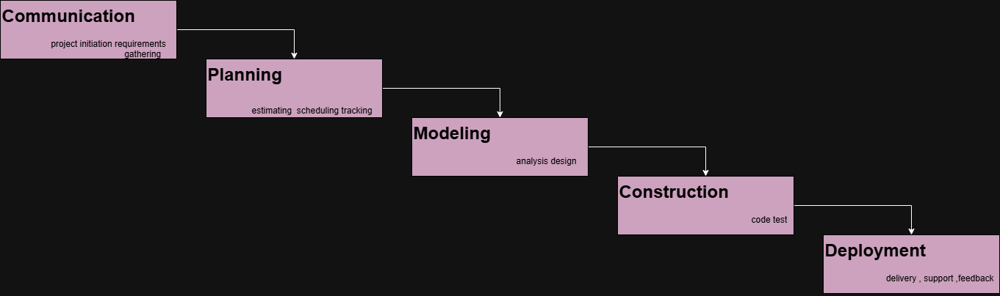 Communication
project initiation requirements
gathering
Planning
estimating  scheduling tracking
Modeling
analysis design
Construction
code test
Deployment
delivery , support ,feedback